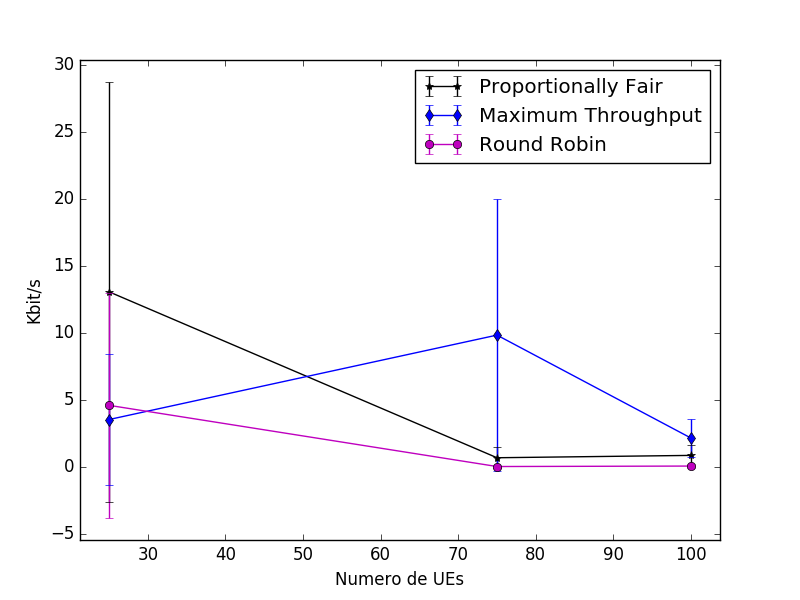 30
25
20
15
10
5
0
−5
Kbit/s
Proportionally Fair
Maximum Throughput
Round Robin
30 40 50 60 70 80 90 100
Numero de UEs